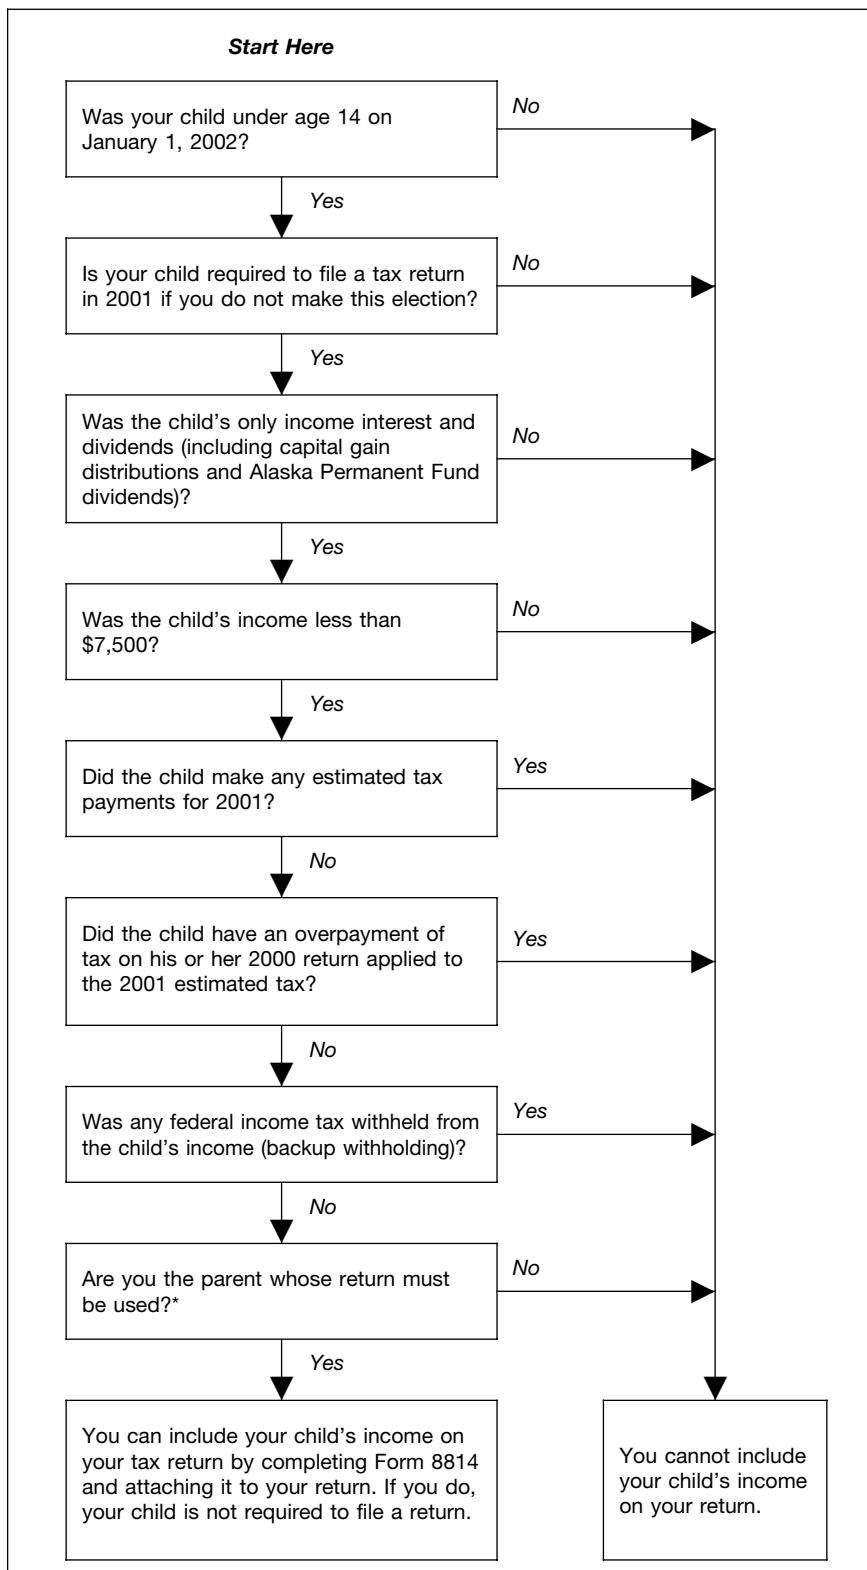 Start Here
Was your child under age 14 on
January 1, 2002?
No
Yes
Is your child required to file a tax return
in 2001 if you do not make this election?
No
Yes
Was the child's only income interest and
dividends (including capital gain
distributions and Alaska Permanent Fund
dividends)?
No
Yes
Was the child's income less than
$7,500?
No
Yes
Did the child make any estimated tax
payments for 2001?
Yes
No
Did the child have an overpayment of
tax on his or her 2000 return applied to
the 2001 estimated tax?
Yes
No
Was any federal income tax withheld from
the child's income (backup withholding)?
Yes
No
Are you the parent whose return must
be used?*
No
Yes
You can include your child's income on
your tax return by completing Form 8814
and attaching it to your return. If you do,
your child is not required to file a return.
You cannot include
your child's income
on your return.